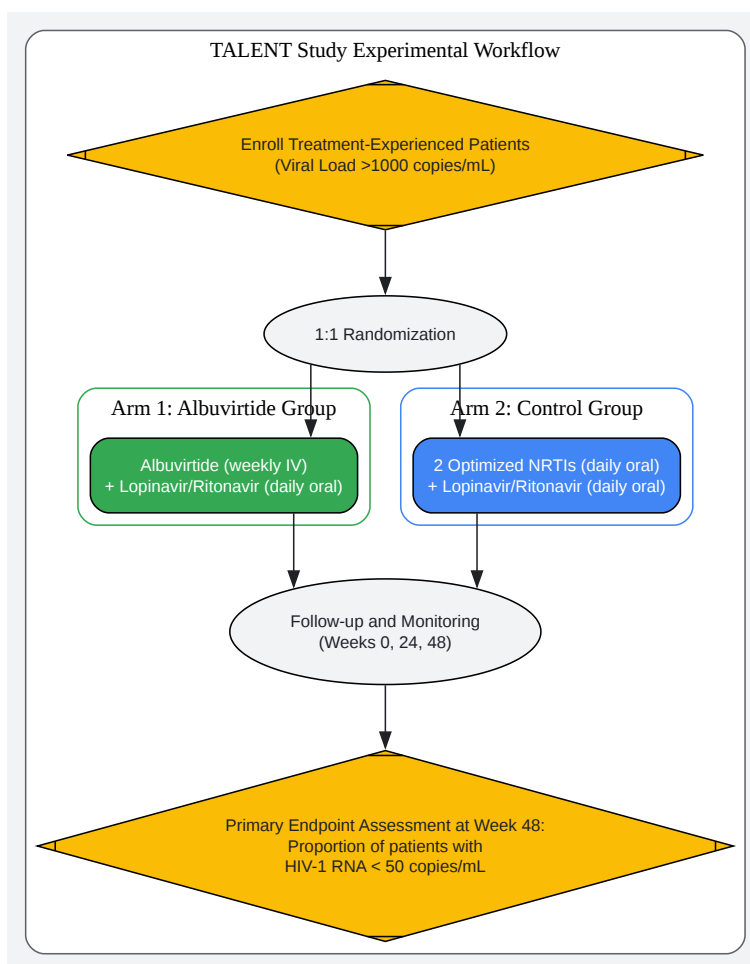 TALENT Study Experimental Workflow
Enroll Treatment-Experienced Patients
(Viral Load >1000 copies/mL)
1:1 Randomization
Arm 1: Albuvirtide Group
Albuvirtide (weekly IV)
+ Lopinavir/Ritonavir (daily oral)
Arm 2: Control Group
2 Optimized NRTIs (daily oral)
+ Lopinavir/Ritonavir (daily oral)
Follow-up and Monitoring
(Weeks 0, 24, 48)
Primary Endpoint Assessment at Week 48:
Proportion of patients with
HIV-1 RNA < 50 copies/mL